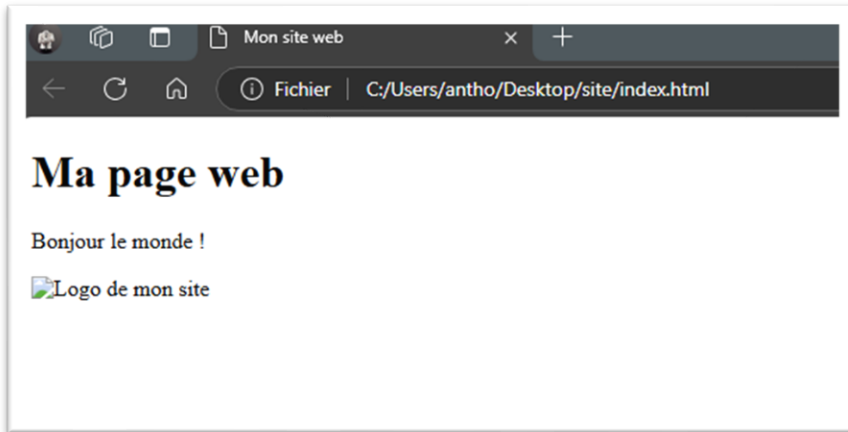 Mon site web
Fichier C:/Users/antho/Desktop/site/index.html
Ma page web
Bonjour le monde !
Logo de mon site